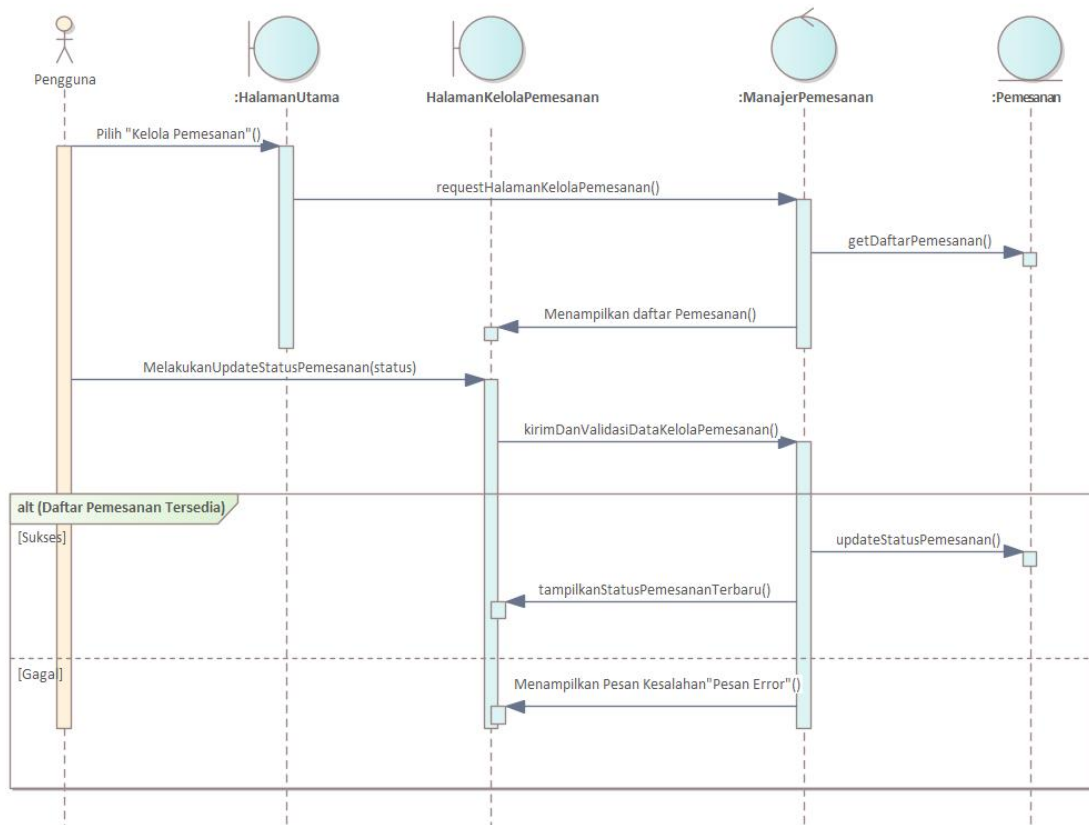 Pengguna
:HalamanUtama
HalamanKelolaPemesanan
:ManajerPemesanan
:Pemesanan
Pilih "Kelola Pemesanan"()
requestHalamanKelolaPemesanan()
getDaftarPemesanan()
Menampilkan daftar Pemesanan()
MelakukanUpdateStatusPemesanan(status)
kirimDanValidasiDataKelolaPemesanan()
alt (Daftar Pemesanan Tersedia)
[Sukses]
updateStatusPemesanan()
tampilkanStatusPemesananTerbaru()
[Gagal]
Menampilkan Pesan Kesalahan"Pesan Error"()